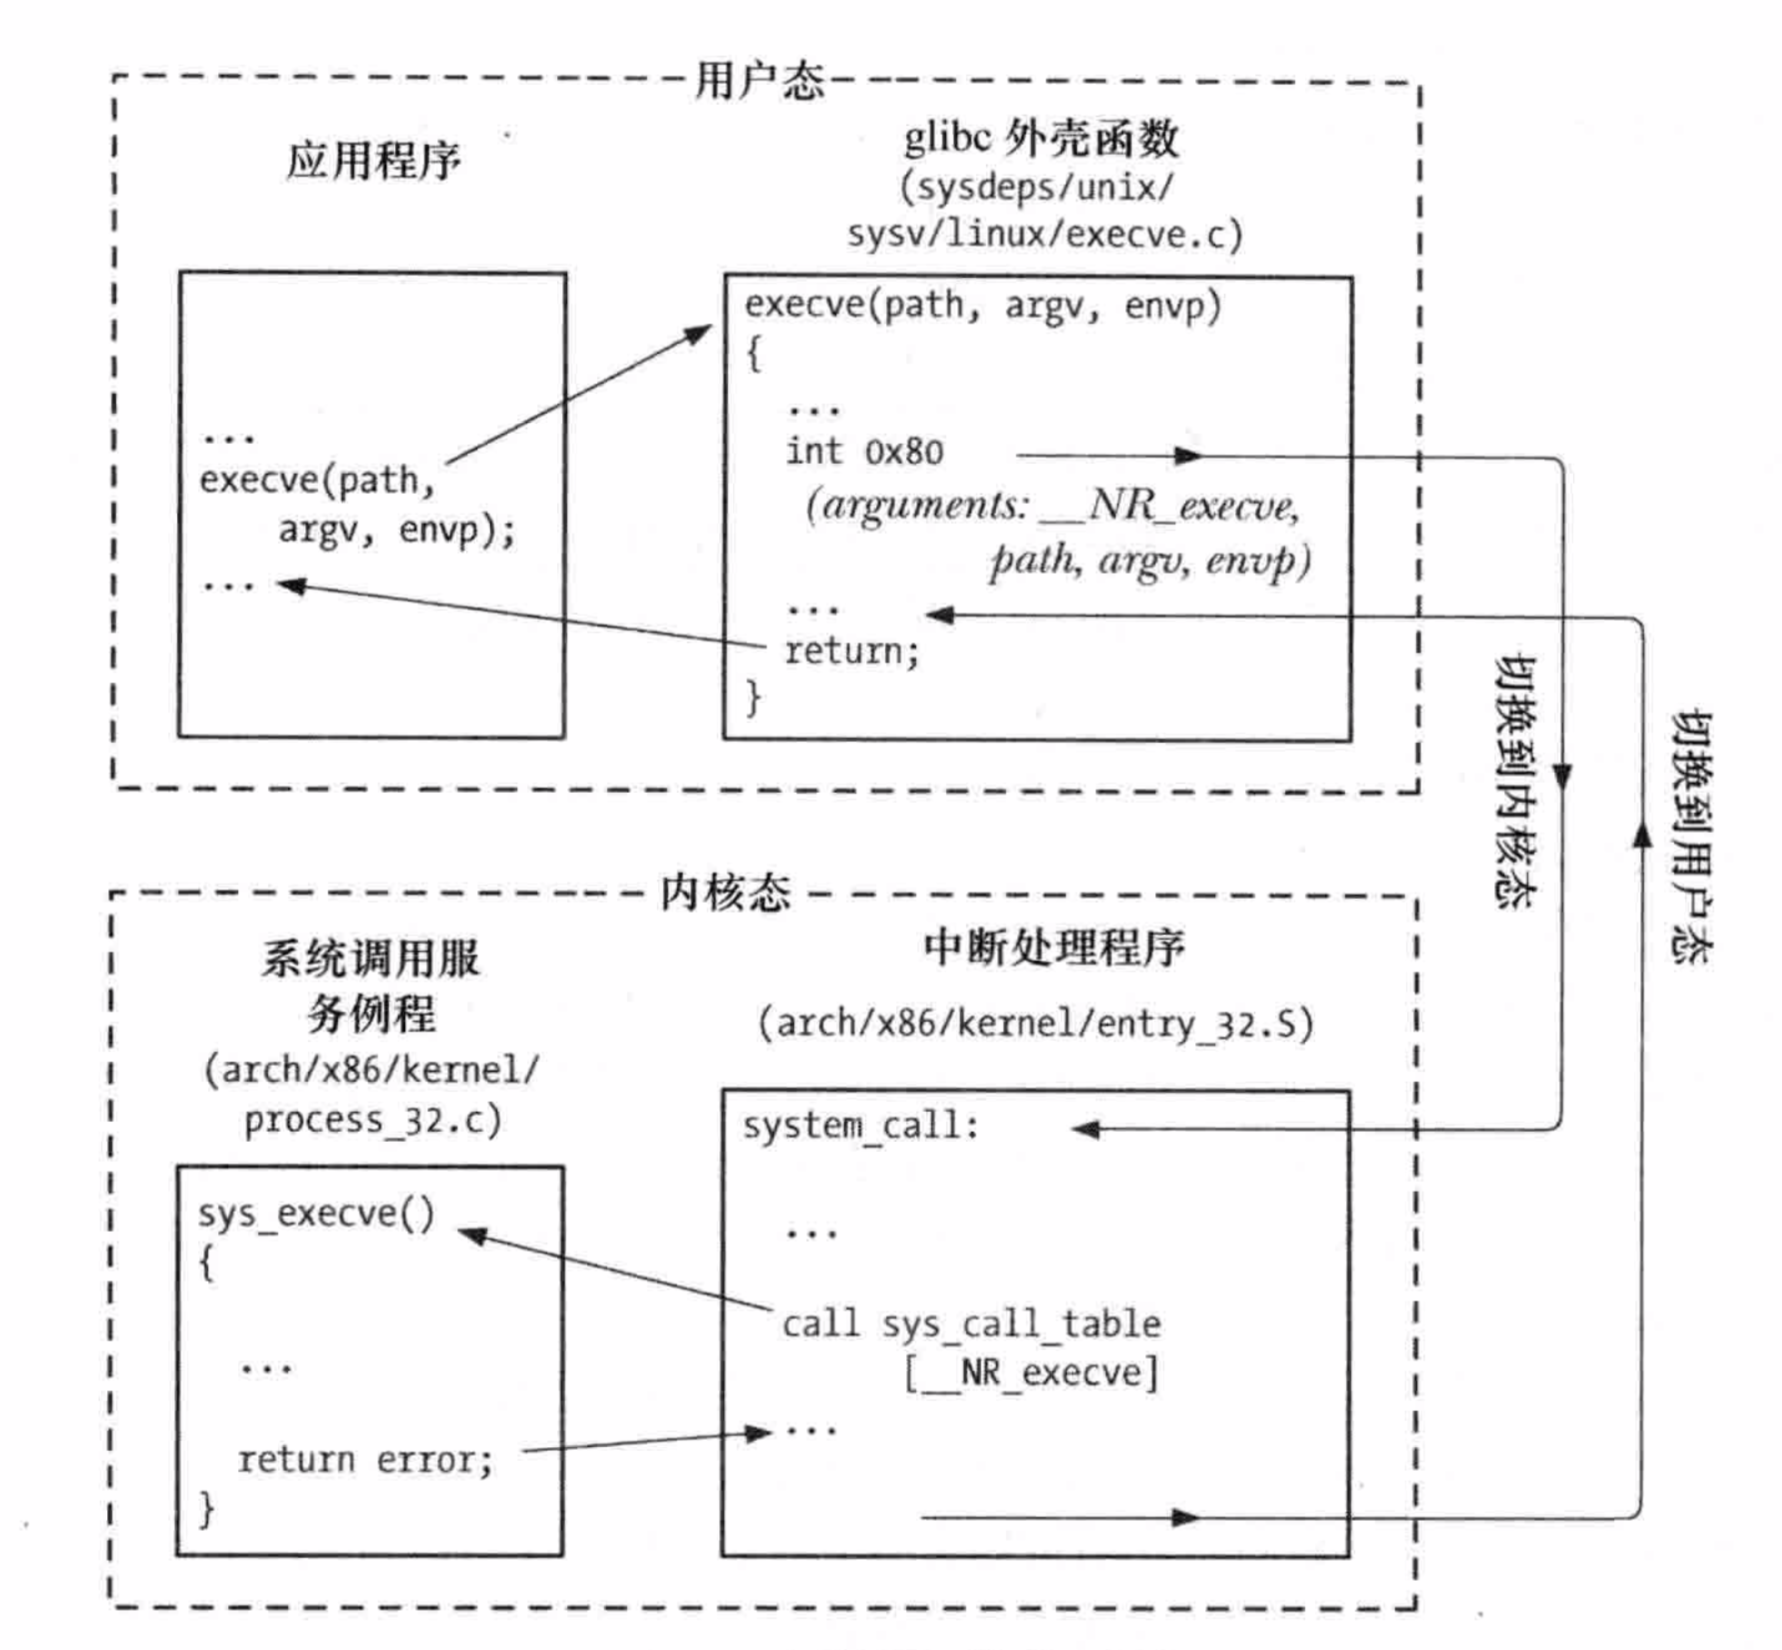 用户态
应用程序
glibc 外壳函数
(sysdeps/unix/
sysv/linux/execve.c)
...
execve(path,
argv, envp);
...
execve(path, argv, envp)
{
...
int 0x80
(arguments: __NR_execve,
path, argv, envp)
...
return;
}
切换到内核态
切换到用户态
内核态
系统调用服
务例程
(arch/x86/kernel/
process_32.c)
sys_execve()
{
...
return error;
}
中断处理程序
(arch/x86/kernel/entry_32.S)
system_call:
...
call sys_call_table
[__NR_execve]
...